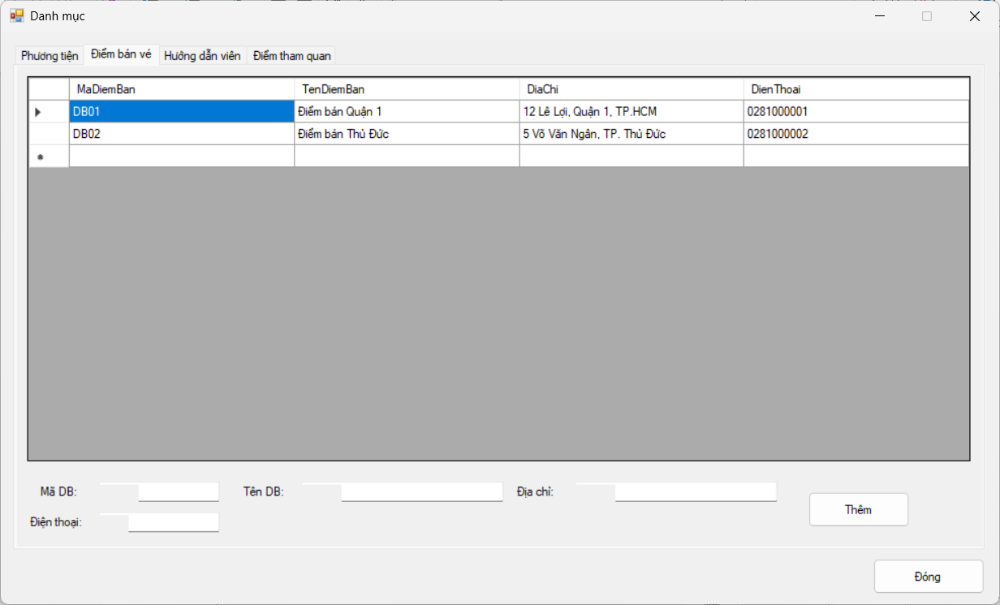 Danh mục
Phương tiện Điểm bán vé Hướng dẫn viên Điểm tham quan
MaDiemBan TenDiemBan DiaChi DienThoai
DB01 Điểm bán Quận 1 12 Lê Lợi, Quận 1, TP.HCM 0281000001
DB02 Điểm bán Thủ Đức 5 Võ Văn Ngân, TP. Thủ Đức 0281000002
Mã DB: Tên DB: Địa chỉ:
Thêm
Điện thoại:
Đóng